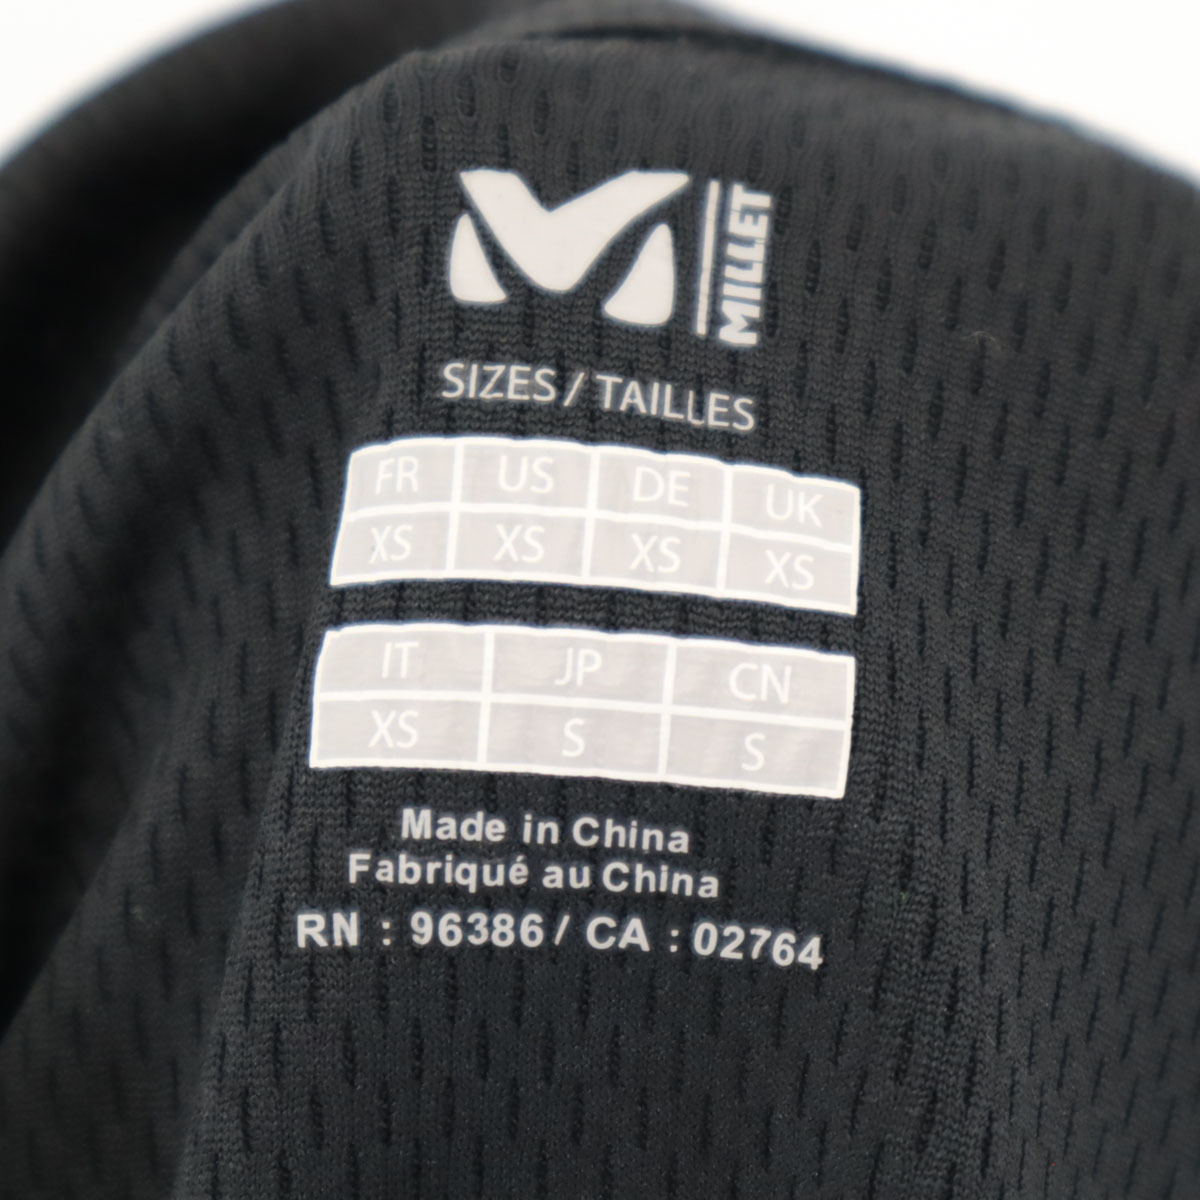 MILLET
SIZES / TAILLES
FR US DE UK
XS XS XS XS
IT JP CN
XS S S
Made in China
Fabriqué au China
RN : 96386 / CA : 02764